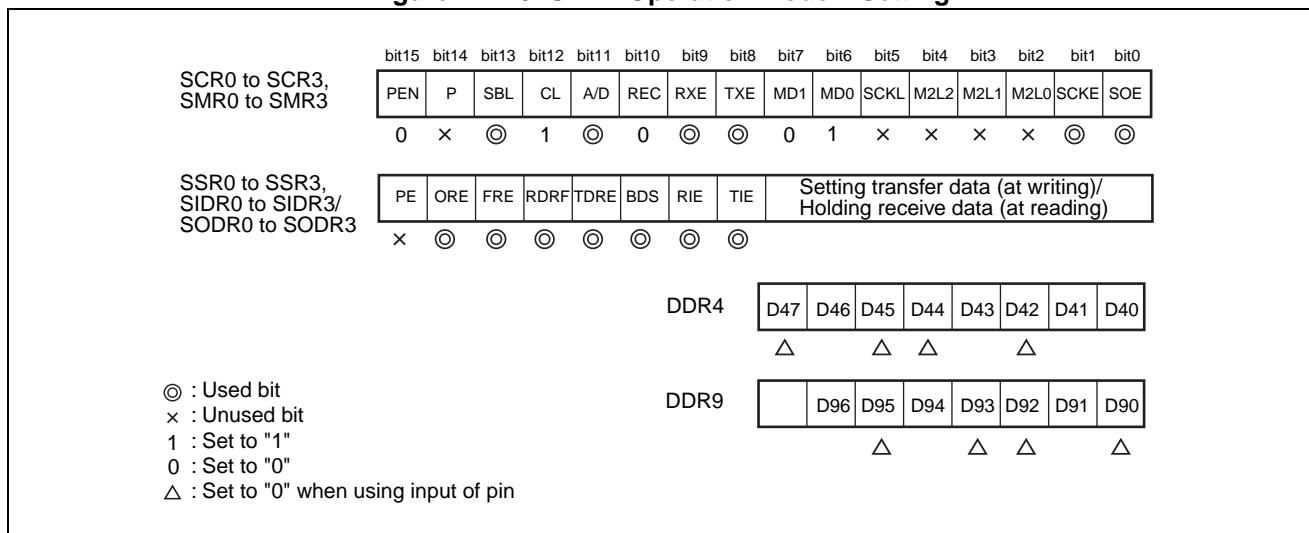 bit15 bit14 bit13 bit12 bit11 bit10 bit9 bit8 bit7 bit6 bit5 bit4 bit3 bit2 bit1 bit0
SCR0 to SCR3,
SMR0 to SMR3
PEN P SBL CL A/D REC RXE TXE MD1 MD0 SCKL M2L2 M2L1 M2L0 SCKE SOE
0 × ◎ 1 ◎ 0 ◎ ◎ 0 1 × × × × ◎ ◎
SSR0 to SSR3,
SIDR0 to SIDR3/
SODR0 to SODR3
PE ORE FRE RDRF TDRE BDS RIE TIE
Setting transfer data (at writing)/
Holding receive data (at reading)
× ◎ ◎ ◎ ◎ ◎ ◎ ◎
DDR4
D47 D46 D45 D44 D43 D42 D41 D40
△ △ △ △
DDR9
D96 D95 D94 D93 D92 D91 D90
△ △ △ △
◎ : Used bit
× : Unused bit
1 : Set to "1"
0 : Set to "0"
△ : Set to "0" when using input of pin